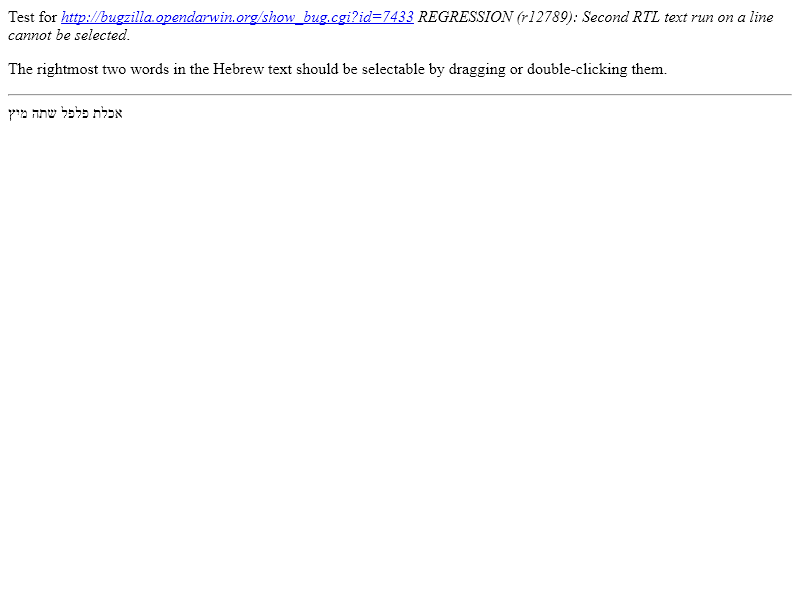 Test for http://bugzilla.opendarwin.org/show_bug.cgi?id=7433 REGRESSION (r12789): Second RTL text run on a line
cannot be selected.
The rightmost two words in the Hebrew text should be selectable by dragging or double-clicking them.
אכלת פלפל שתה מיץ